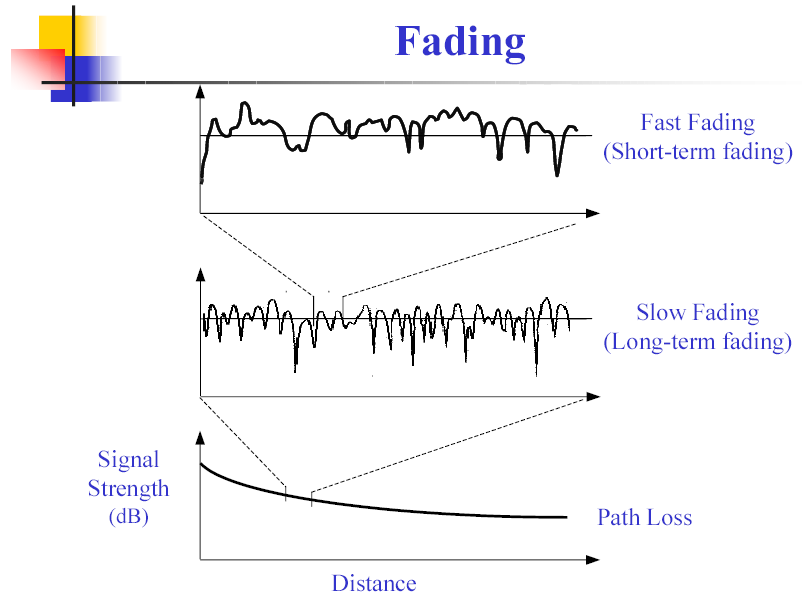 Fading
Fast Fading
(Short-term fading)
Slow Fading
(Long-term fading)
Signal
Strength
(dB)
Path Loss
Distance